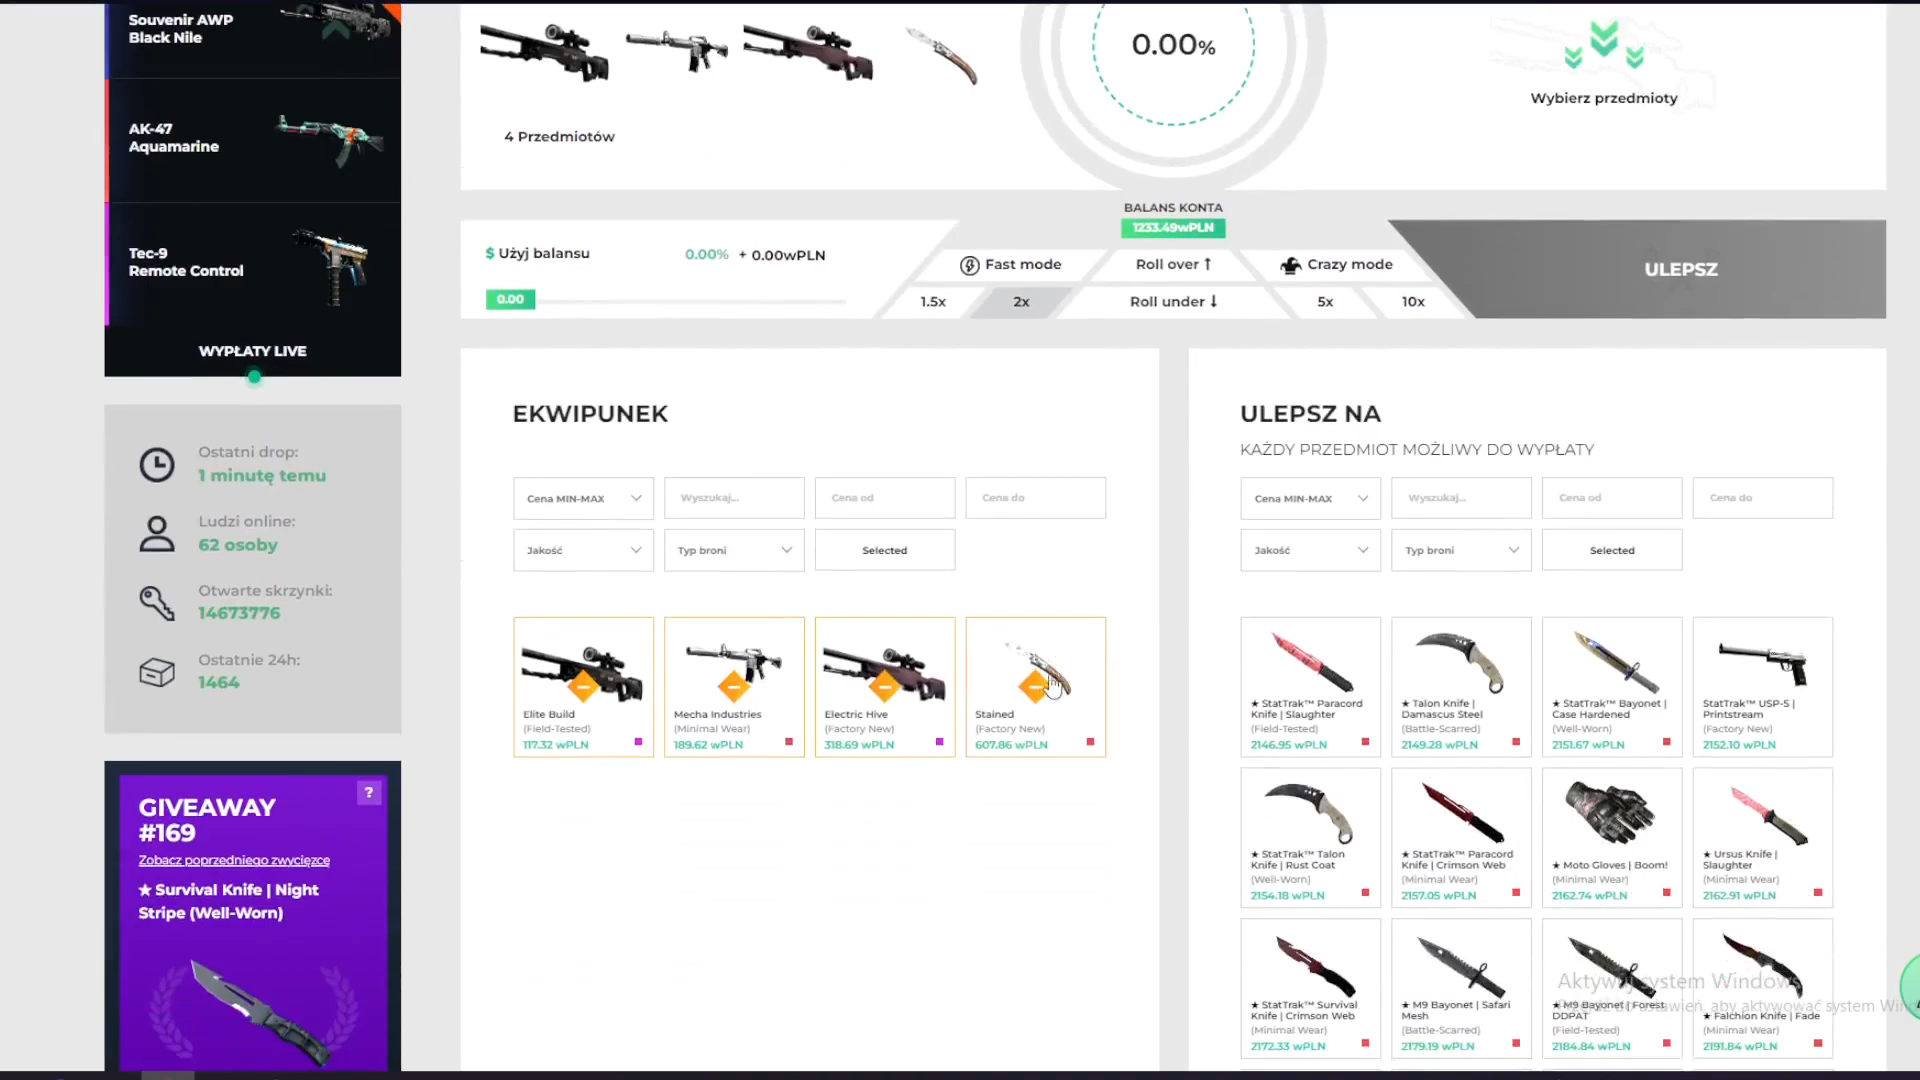 Souvenir AWP
Black Nile
AK-47
Aquamarine
Tec-9
Remote Control
WYPŁATY LIVE
Ostatni drop:
1 minutę temu
Ludzi online:
62 osoby
Otwarte skrzynki:
14673776
Ostatnie 24h:
1464
GIVEAWAY
#169
?
Zobacz poprzedniego zwycięzce
★ Survival Knife | Night
Stripe (Well-Worn)
4 Przedmiotów
0.00%
Wybierz przedmioty
$ Użyj balansu
0.00% + 0.00wPLN
0.00
BALANS KONTA
1233.49wPLN
Fast mode
Roll over ↑
Crazy mode
1.5x
2x
Roll under ↓
5x
10x
ULEPSZ
EKWIPUNEK
Cena MIN-MAX
Wyszukaj...
Cena od
Cena do
Jakość
Typ broni
Selected
Elite Build
(Field-Tested)
117.32 wPLN
Mecha Industries
(Minimal Wear)
189.62 wPLN
Electric Hive
(Factory New)
318.69 wPLN
Stained
(Factory New)
607.86 wPLN
ULEPSZ NA
KAŻDY PRZEDMIOT MOŻLIWY DO WYPŁATY
Cena MIN-MAX
Wyszukaj...
Cena od
Cena do
Jakość
Typ broni
Selected
★ StatTrak™ Paracord
Knife | Slaughter
(Field-Tested)
2146.95 wPLN
★ Talon Knife |
Damascus Steel
(Battle-Scarred)
2149.28 wPLN
★ StatTrak™ Bayonet |
Case Hardened
(Well-Worn)
2151.67 wPLN
StatTrak™ USP-S |
Printstream
(Factory New)
2152.10 wPLN
★ StatTrak™ Talon
Knife | Rust Coat
(Well-Worn)
2154.18 wPLN
★ StatTrak™ Paracord
Knife | Crimson Web
(Minimal Wear)
2157.05 wPLN
★ Moto Gloves | Boom!
(Minimal Wear)
2162.74 wPLN
★ Ursus Knife |
Slaughter
(Minimal Wear)
2162.91 wPLN
★ StatTrak™ Survival
Knife | Crimson Web
(Minimal Wear)
2172.33 wPLN
★ M9 Bayonet | Safari
Mesh
(Battle-Scarred)
2179.19 wPLN
★ M9 Bayonet | Forest
DDPAT
(Field-Tested)
2184.84 wPLN
★ Falchion Knife | Fade
(Minimal Wear)
2191.84 wPLN
Aktywuj system Windows
ustawień, aby aktywować system